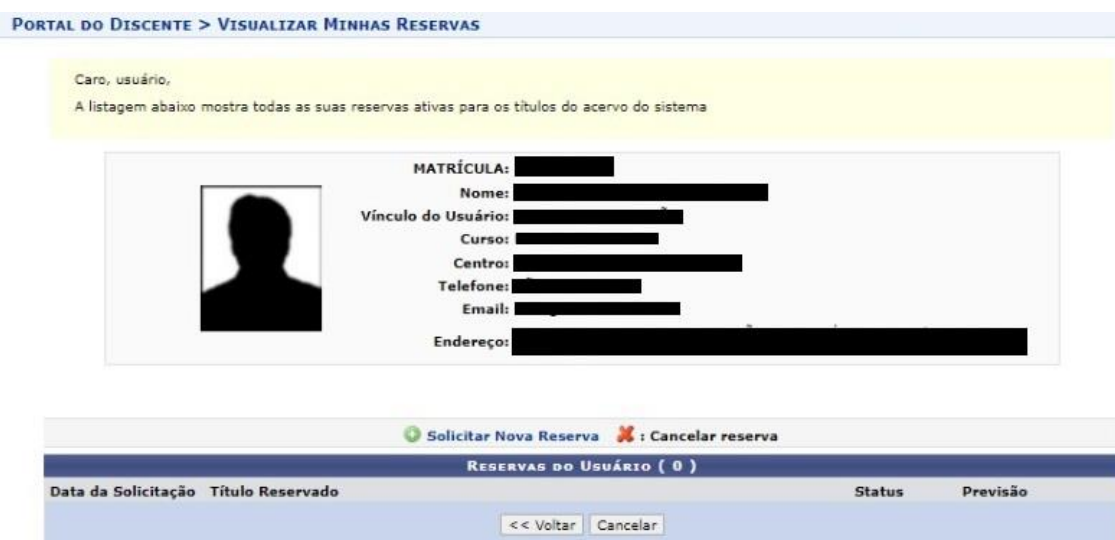 PORTAL DO DISCENTE > VISUALIZAR MINHAS RESERVAS
Caro, usuário,
A listagem abaixo mostra todas as suas reservas ativas para os títulos do acervo do sistema
MATRÍCULA:
Nome:
Vínculo do Usuário:
Curso:
Centro:
Telefone:
Email:
Endereço:
Solicitar Nova Reserva : Cancelar reserva
RESERVAS DO USUÁRIO ( 0 )
Data da Solicitação Título Reservado Status Previsão
<< Voltar Cancelar